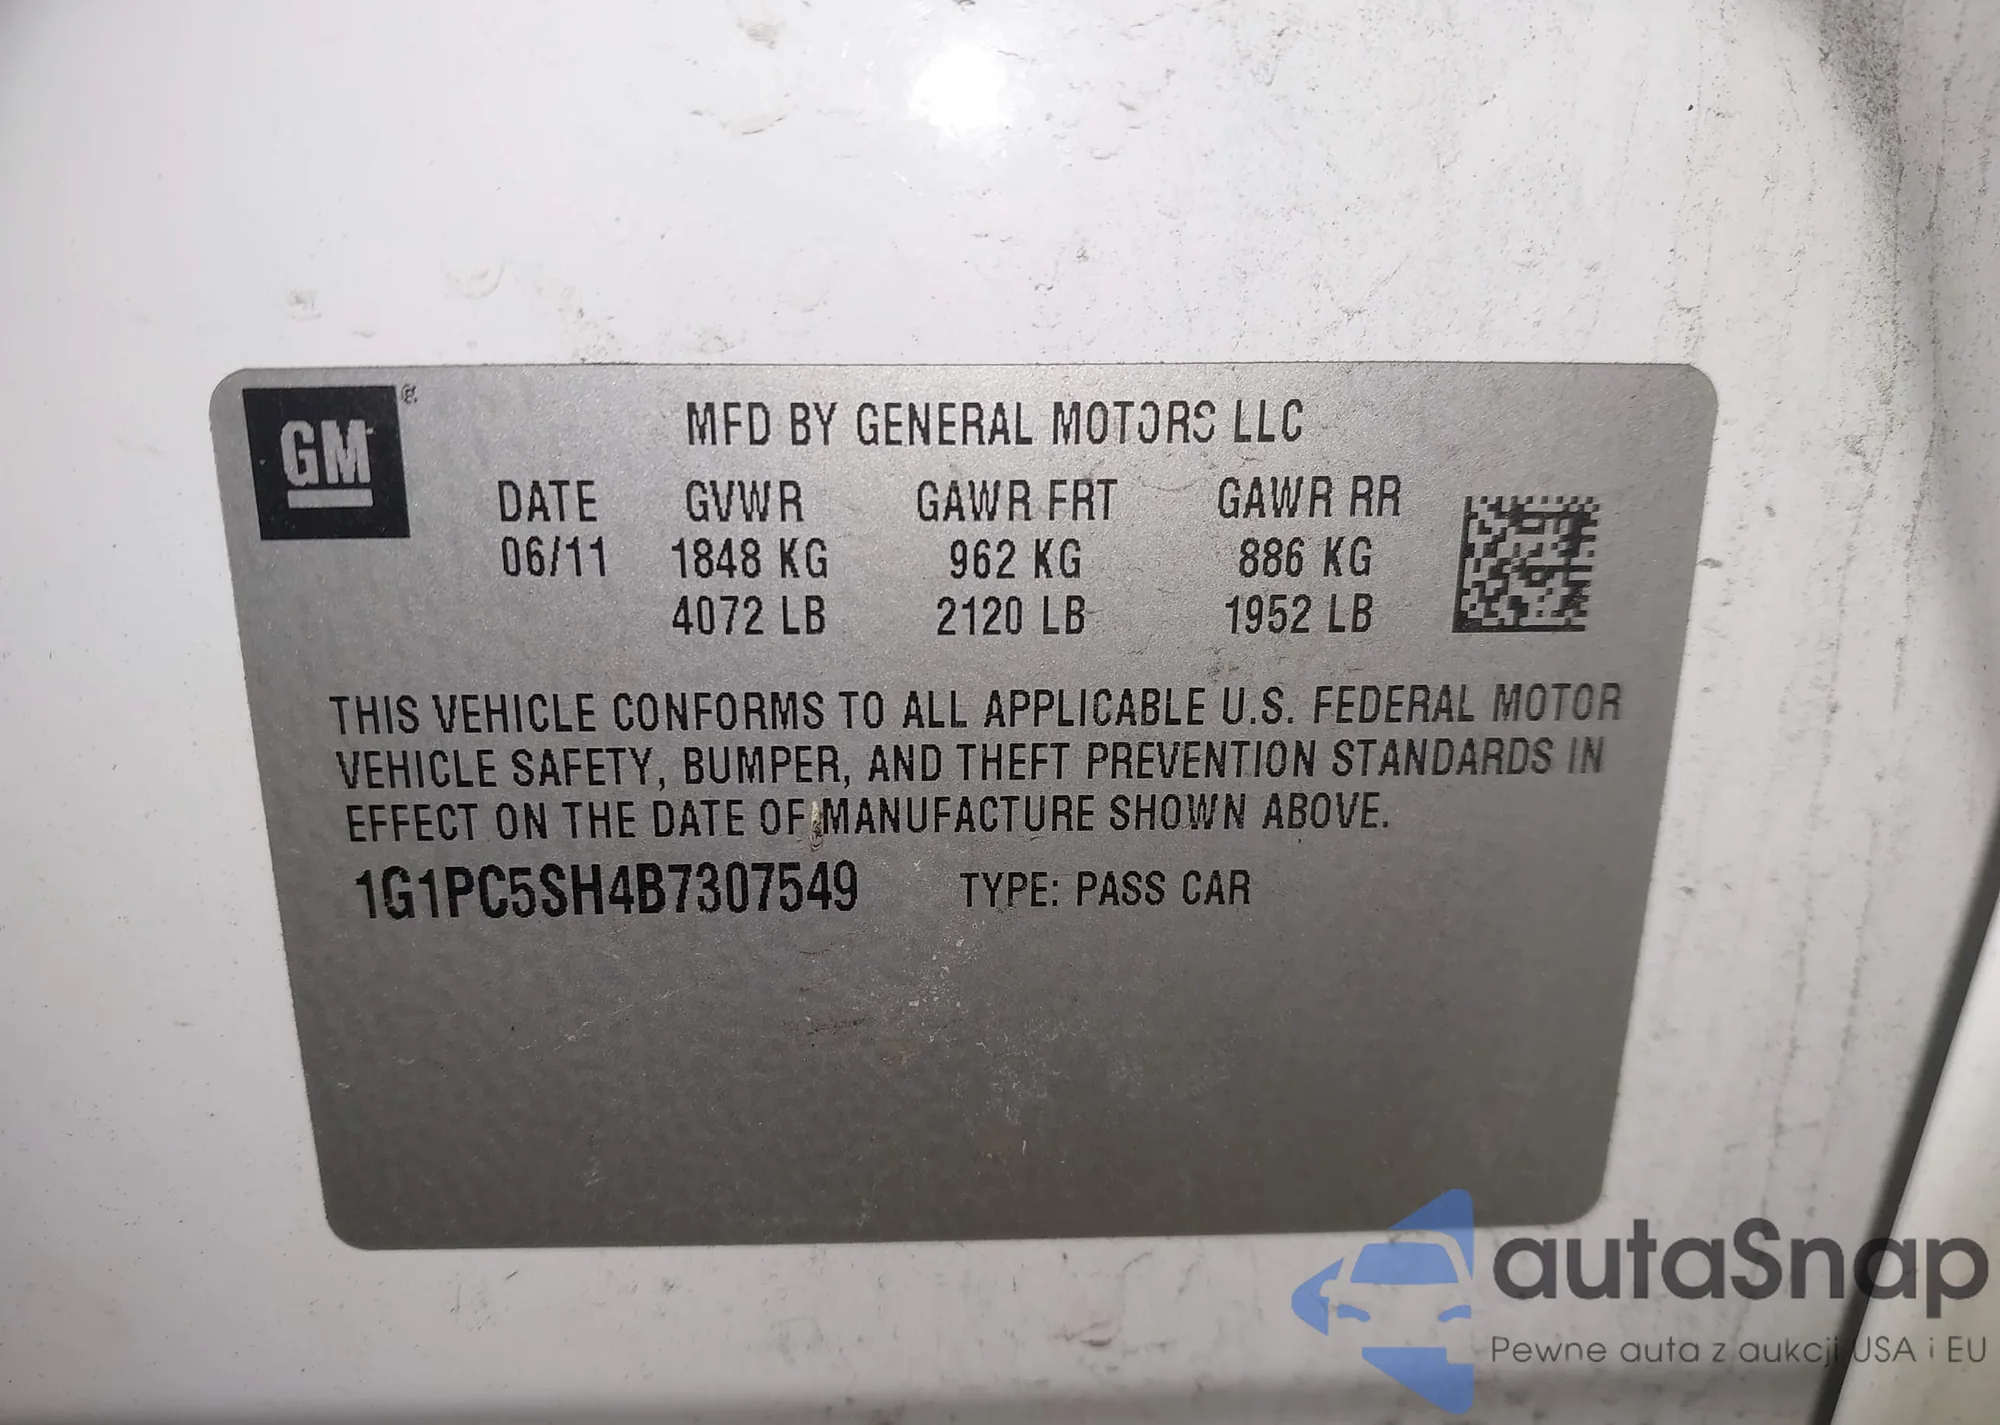 GM ®
MFD BY GENERAL MOTORS LLC
DATE GVWR GAWR FRT GAWR RR
06/11 1848 KG 962 KG 886 KG
4072 LB 2120 LB 1952 LB
THIS VEHICLE CONFORMS TO ALL APPLICABLE U.S. FEDERAL MOTOR
VEHICLE SAFETY, BUMPER, AND THEFT PREVENTION STANDARDS IN
EFFECT ON THE DATE OF MANUFACTURE SHOWN ABOVE.
1G1PC5SH4B7307549 TYPE: PASS CAR
autaSnap
Pewne auta z aukcji USA i EU